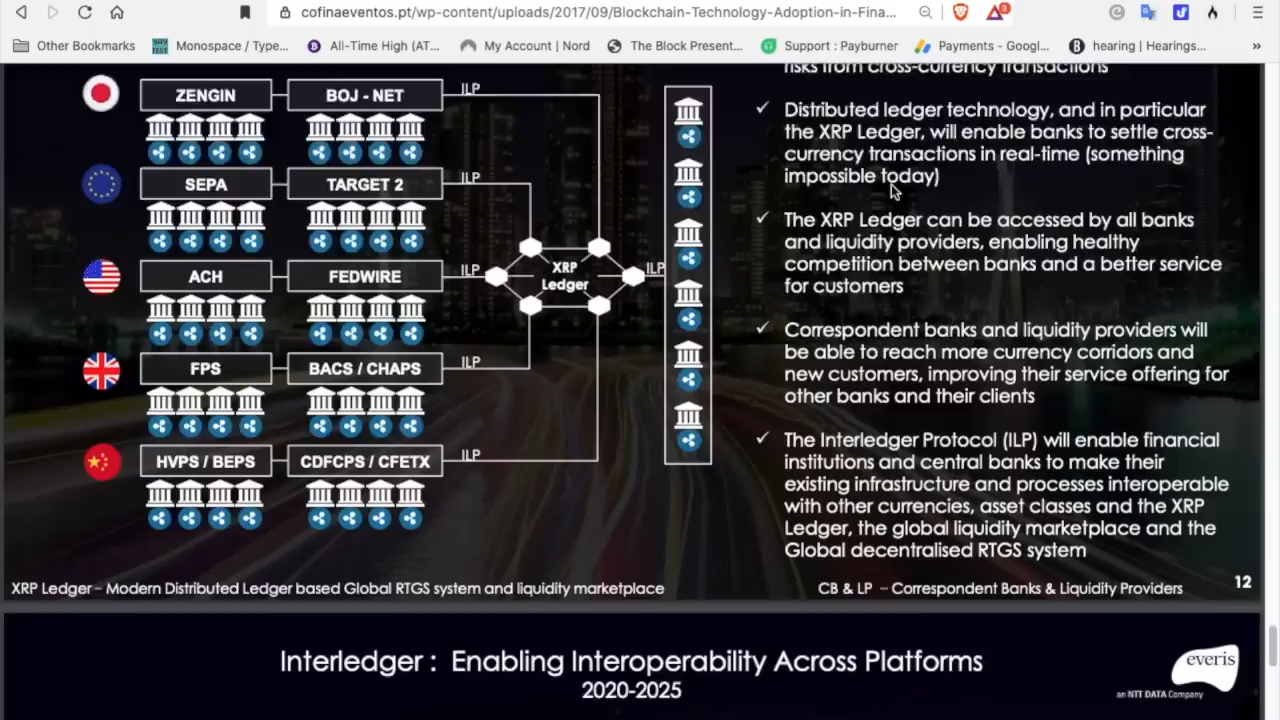 cofinaeventos.pt/wp-content/uploads/2017/09/Blockchain-Technology-Adoption-in-Fina...
3
Other Bookmarks
Monospace / Type...
All-Time High (AT...
My Account | Nord
The Block Present...
Support : Payburner
Payments - Googl...
hearing | Hearings...
»
ZENGIN
BOJ - NET
ILP
SEPA
TARGET 2
ILP
ACH
FEDWIRE
ILP
XRP
Ledger
ILP
FPS
BACS / CHAPS
ILP
HVPS / BEPS
CDFCPS / CFETX
ILP
risks from cross-currency transactions
✓ Distributed ledger technology, and in particular
the XRP Ledger, will enable banks to settle cross-
currency transactions in real-time (something
impossible today)
✓ The XRP Ledger can be accessed by all banks
and liquidity providers, enabling healthy
competition between banks and a better service
for customers
✓ Correspondent banks and liquidity providers will
be able to reach more currency corridors and
new customers, improving their service offering for
other banks and their clients
✓ The Interledger Protocol (ILP) will enable financial
institutions and central banks to make their
existing infrastructure and processes interoperable
with other currencies, asset classes and the XRP
Ledger, the global liquidity marketplace and the
Global decentralised RTGS system
XRP Ledger – Modern Distributed Ledger based Global RTGS system and liquidity marketplace
CB & LP – Correspondent Banks & Liquidity Providers
12
Interledger : Enabling Interoperability Across Platforms
2020-2025
everis
an NTT DATA Company